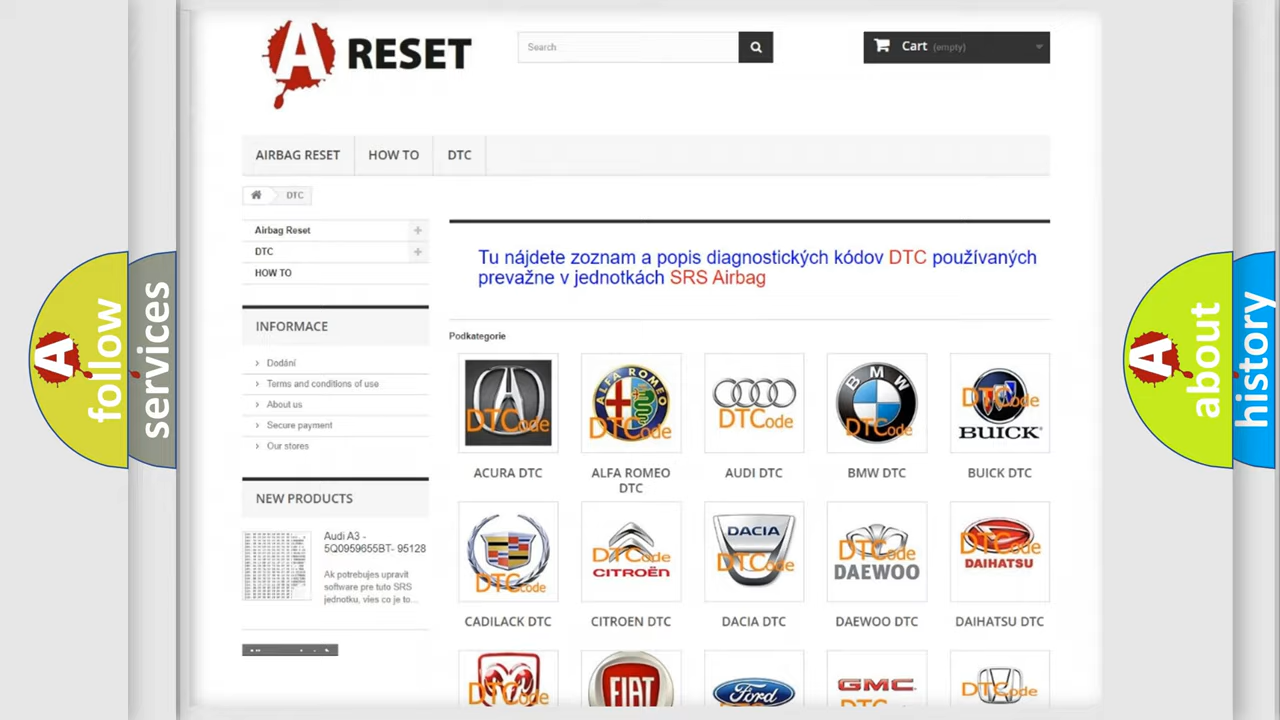 A RESET
Search
Cart (empty)
AIRBAG RESET
HOW TO
DTC
DTC
Airbag Reset
DTC
HOW TO
Tu nájdete zoznam a popis diagnostických kódov DTC používaných
prevažne v jednotkách SRS Airbag
INFORMACE
Dodání
Terms and conditions of use
About us
Secure payment
Our stores
NEW PRODUCTS
Audi A3 -
5Q0959655BT- 95128
Ak potrebujes upravit
software pre tuto SRS
jednotku, vies co je to...
Podkategorie
DTCode
ALFA ROMEO
DTCode
DTCode
BMW
DTCode
DTCode
BUICK
ACURA DTC
ALFA ROMEO
DTC
AUDI DTC
BMW DTC
BUICK DTC
DTCode
DTCode
CITROËN
DACIA
DTCode
DTCode
DAEWOO
DTCode
DAIHATSU
CADILACK DTC
CITROEN DTC
DACIA DTC
DAEWOO DTC
DAIHATSU DTC
DTCode
FIAT
Ford
DTCode
GMC
DTCode
A follow
services
A about
history